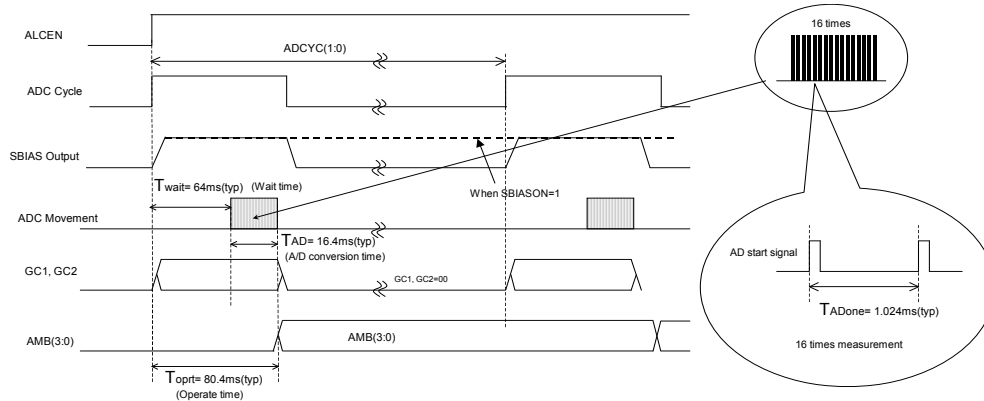 ALCEN
16 times
ADCYC(1:0)
ADC Cycle
SBIAS Output
When SBIASON=1
Twait= 64ms(typ) (Wait time)
ADC Movement
TAD= 16.4ms(typ)
(A/D conversion time)
GC1, GC2
GC1, GC2=00
AD start signal
TADone= 1.024ms(typ)
AMB(3:0)
AMB(3:0)
16 times measurement
Toprt= 80.4ms(typ)
(Operate time)